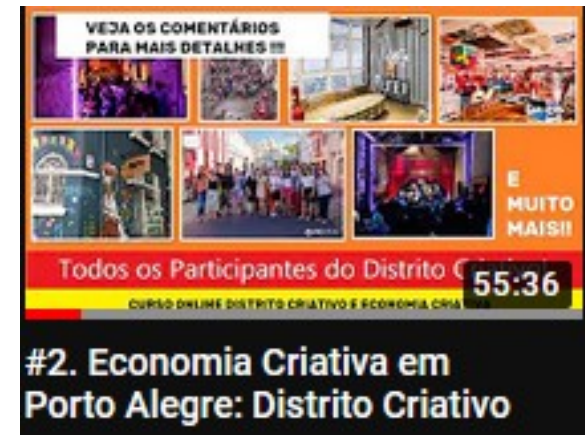 VEJA OS COMENTÁRIOS
PARA MAIS DETALHES !!!
E
MUITO
MAIS!!
Todos os Participantes do Distrito
55:36
CURSO ONLINE DISTRITO CRIATIVO E ECONOMIA
#2. Economia Criativa em
Porto Alegre: Distrito Criativo